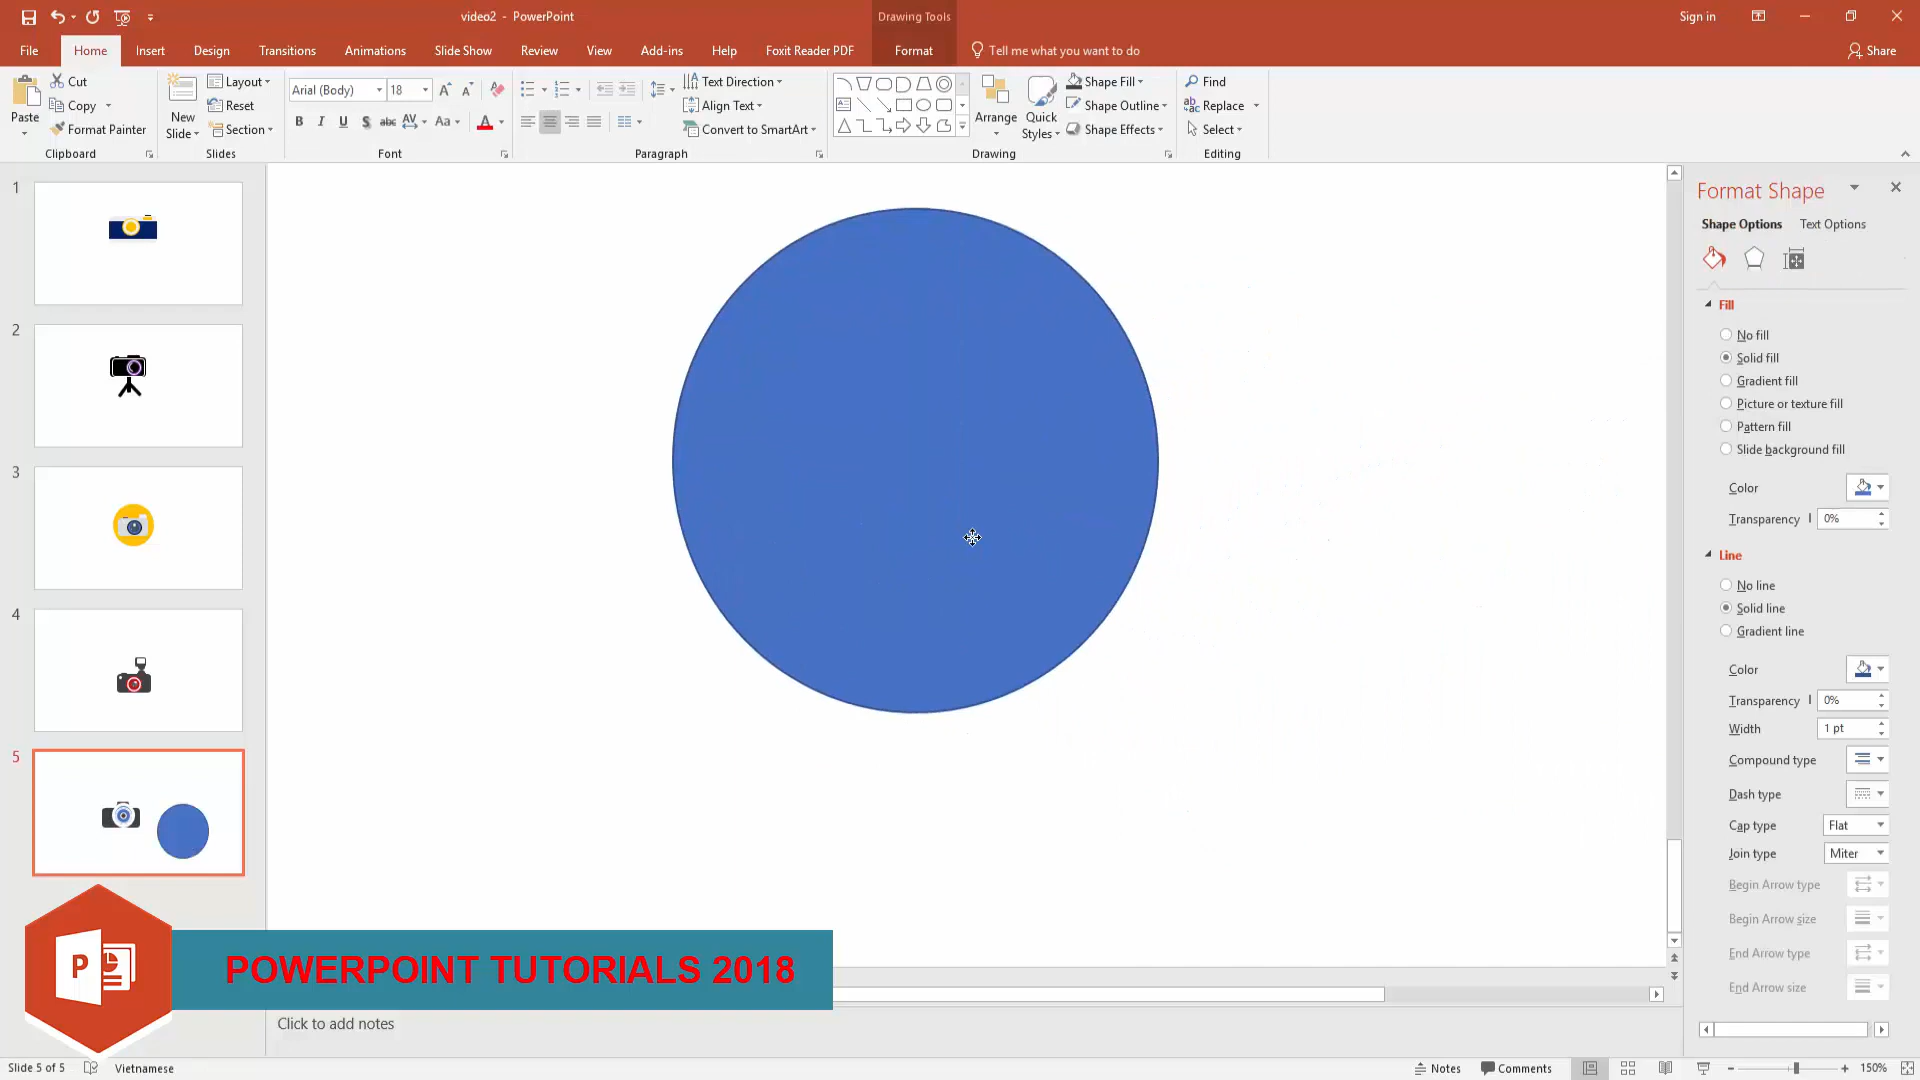 video2 - PowerPoint
Drawing Tools
Sign in
File Home Insert Design Transitions Animations Slide Show Review View Add-ins Help Foxit Reader PDF Format Tell me what you want to do Share
Paste
Cut
Copy
Format Painter
Clipboard
New Slide
Layout
Reset
Section
Slides
Arial (Body) 18
B I U S abc AV Aa A
Font
Text Direction
Align Text
Convert to SmartArt
Paragraph
Arrange
Quick Styles
Shape Fill
Shape Outline
Shape Effects
Drawing
Find
Replace
Select
Editing
1
2
3
4
5
Format Shape
Shape Options Text Options
Fill
No fill
Solid fill
Gradient fill
Picture or texture fill
Pattern fill
Slide background fill
Color
Transparency 0%
Line
No line
Solid line
Gradient line
Color
Transparency 0%
Width 1 pt
Compound type
Dash type
Cap type Flat
Join type Miter
Begin Arrow type
Begin Arrow size
End Arrow type
End Arrow size
P
POWERPOINT TUTORIALS 2018
Click to add notes
Slide 5 of 5 Vietnamese Notes Comments 150%